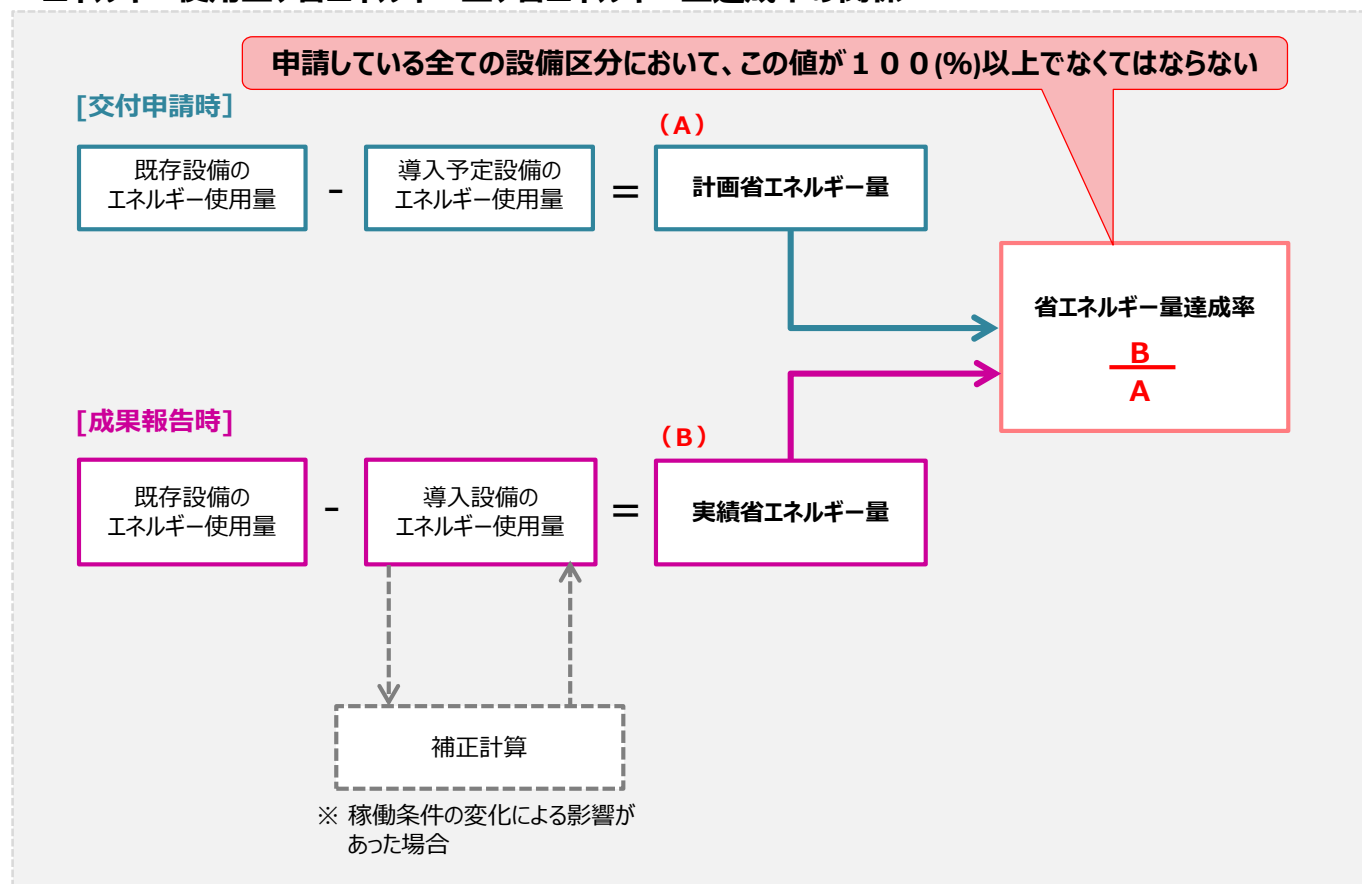 申請している全ての設備区分において、この値が１００(%)以上でなくてはならない
[交付申請時]
（A）
既存設備の
エネルギー使用量
-
導入予定設備の
エネルギー使用量
=
計画省エネルギー量
省エネルギー量達成率
B
A
[成果報告時]
（B）
既存設備の
エネルギー使用量
-
導入設備の
エネルギー使用量
=
実績省エネルギー量
補正計算
※ 稼働条件の変化による影響が
あった場合